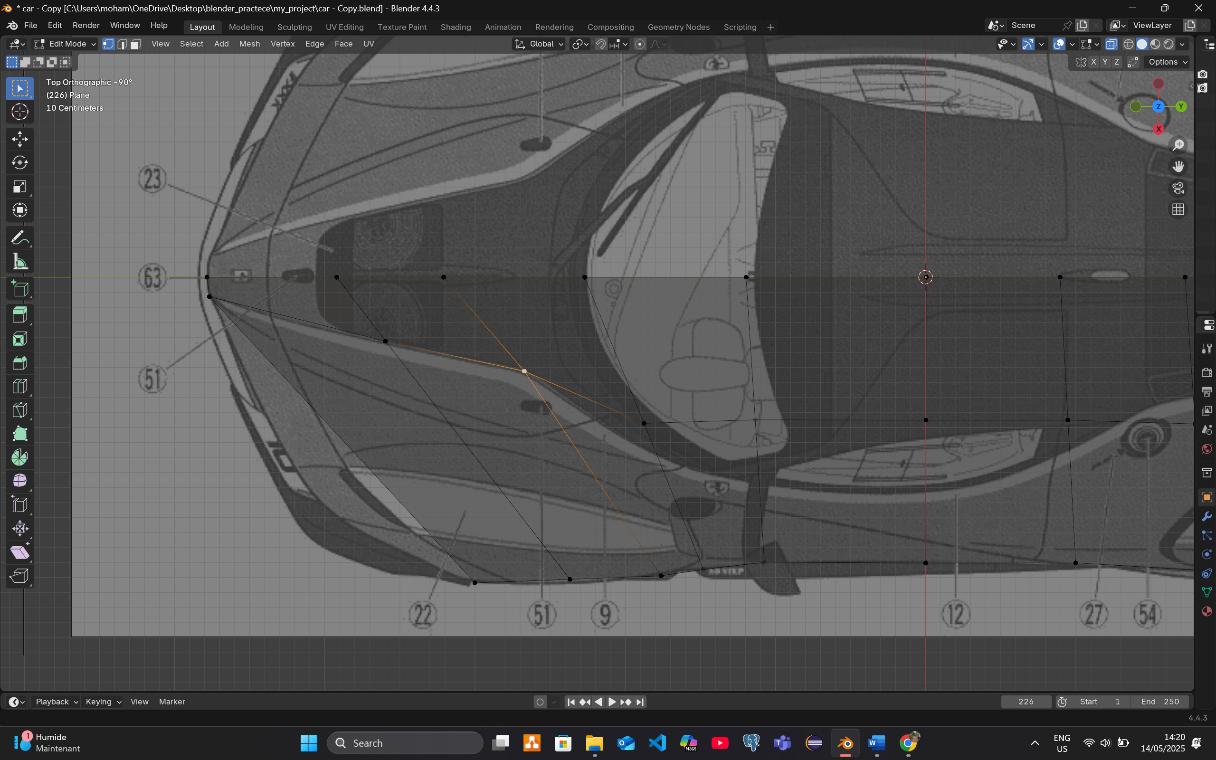 * car - Copy [C:\Users\moham\OneDrive\Desktop\blender_practece\my_project\car - Copy.blend] - Blender 4.4.3
File Edit Render Window Help Layout Modeling Sculpting UV Editing Texture Paint Shading Animation Rendering Compositing Geometry Nodes Scripting + Scene ViewLayer
Edit Mode View Select Add Mesh Vertex Edge Face UV Global
X Y Z Options
Top Orthographic -90°
(226) Plane
10 Centimeters
Z Y
X
23
63
51
22 51 9 12 27 54
Playback Keying View Marker 226 Start 1 End 250
4.4.3
1 Humide
Maintenant
Search
ENG
US
14:20
14/05/2025